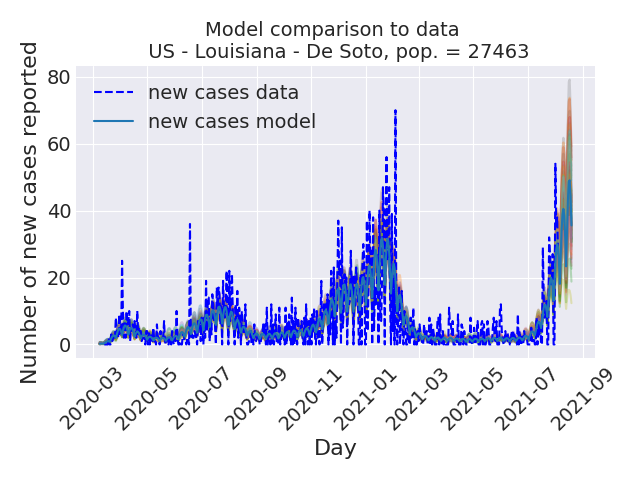 Model comparison to data
US - Louisiana - De Soto, pop. = 27463
Number of new cases reported
80
60
40
20
0
new cases data
new cases model
2020-03
2020-05
2020-07
2020-09
2020-11
2021-01
2021-03
2021-05
2021-07
2021-09
Day